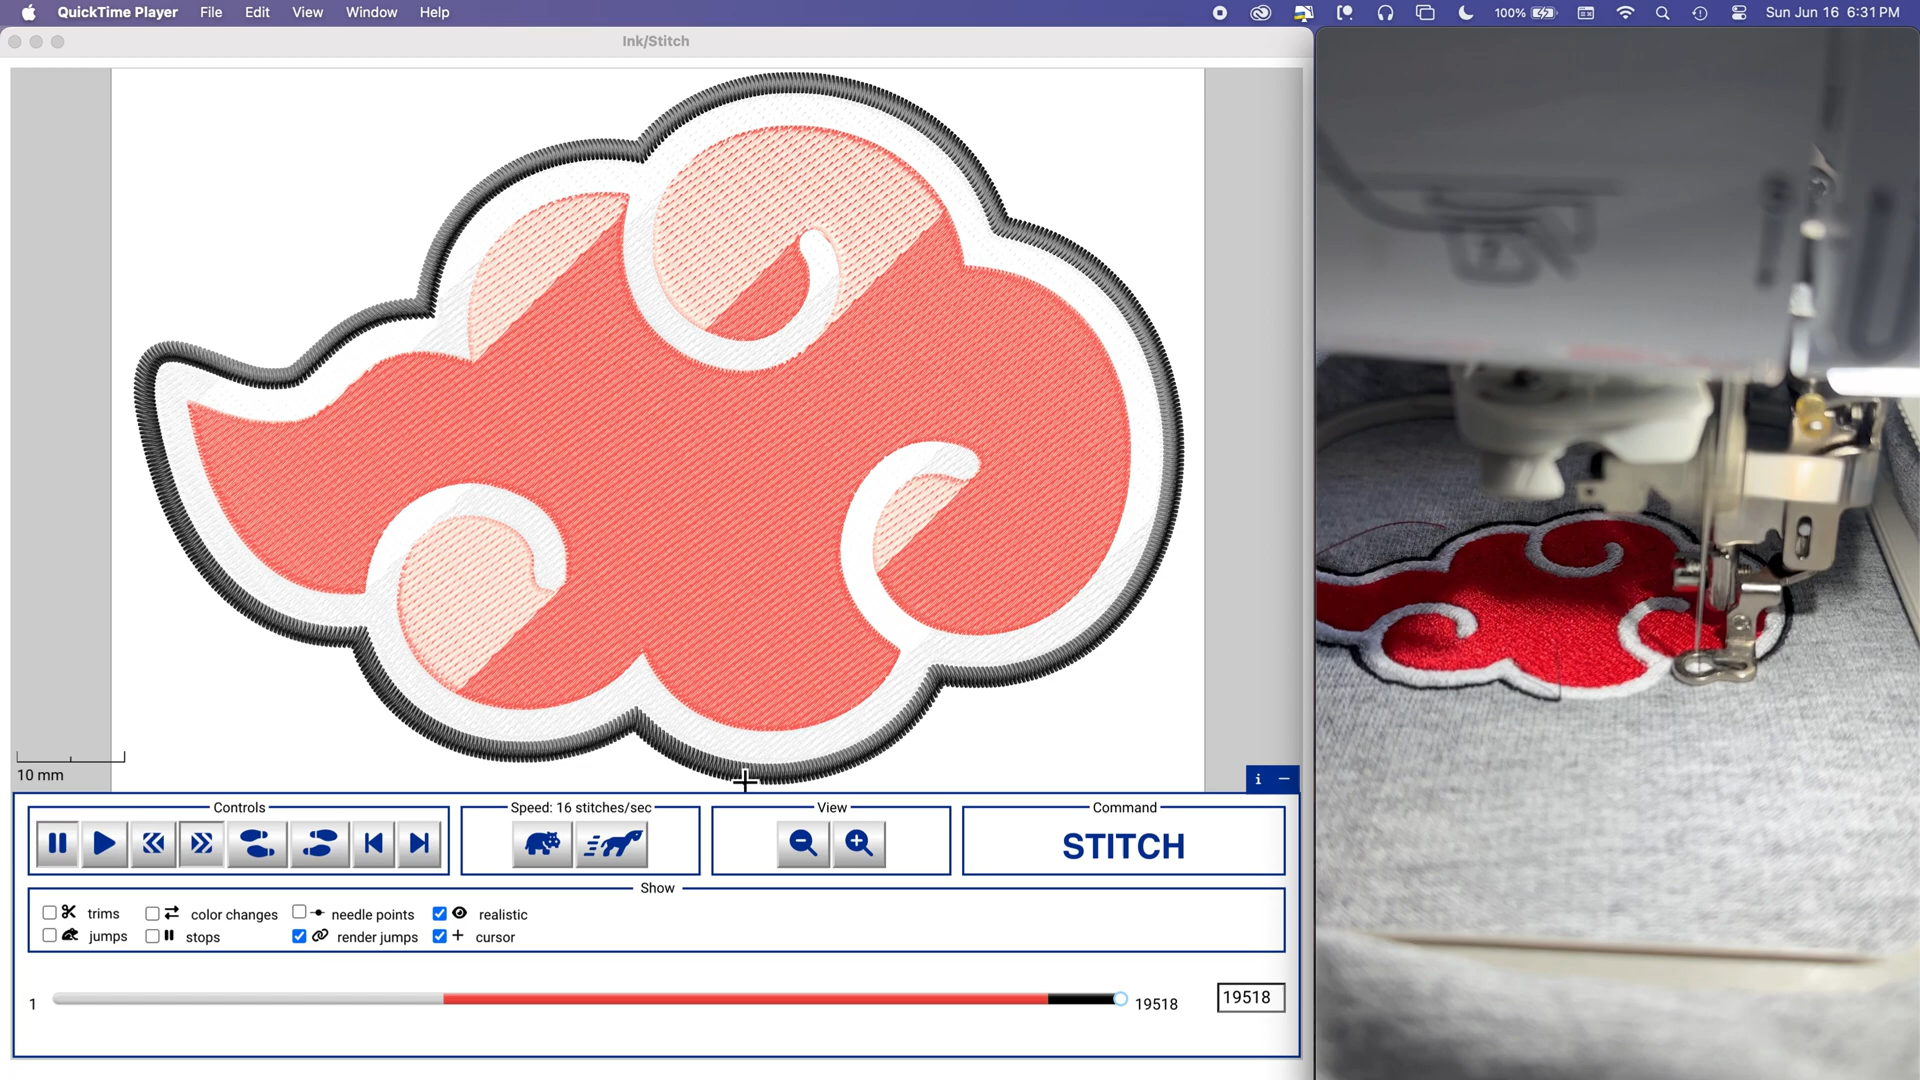 QuickTime Player File Edit View Window Help 100% Sun Jun 16 6:31 PM
Ink/Stitch
10 mm
i −
Controls
Speed: 16 stitches/sec
View
Command
STITCH
Show
trims color changes needle points realistic
jumps stops render jumps cursor
1 19518 19518